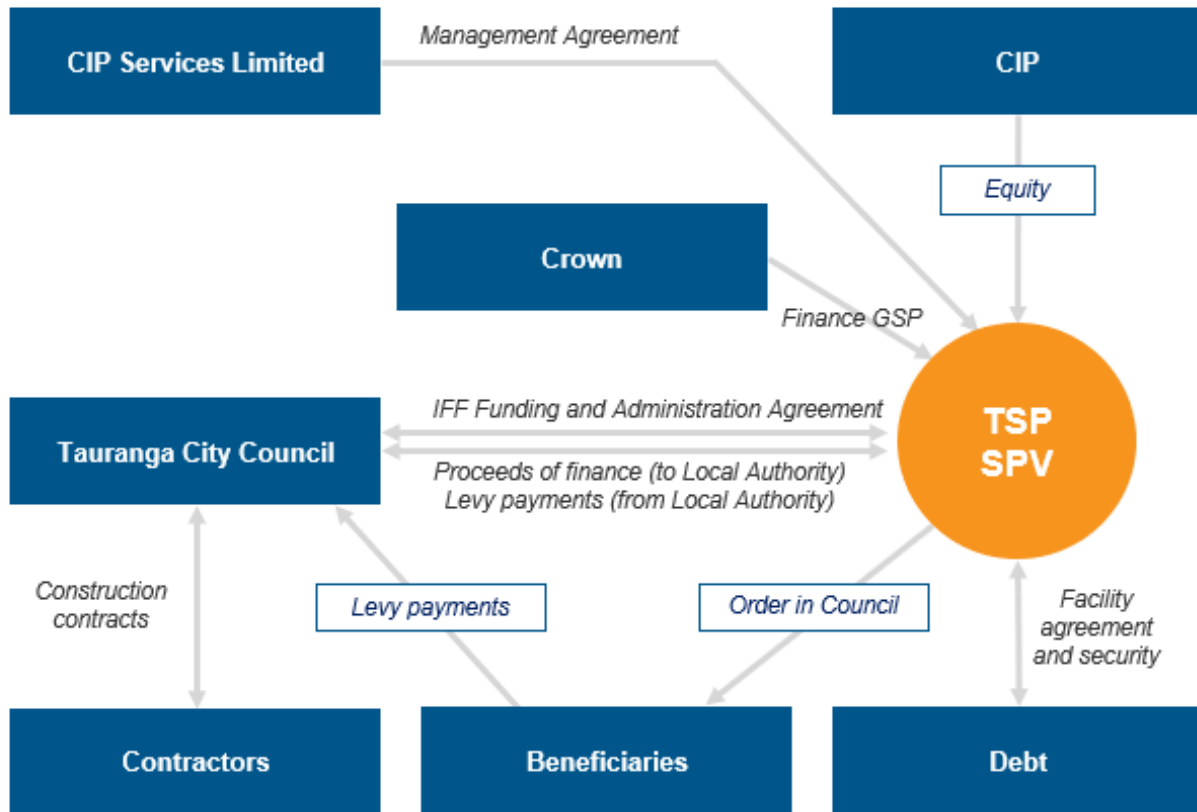 Management Agreement
CIP Services Limited
CIP
Equity
Crown
Finance GSP
TSP
SPV
IFF Funding and Administration Agreement
Tauranga City Council
Proceeds of finance (to Local Authority)
Levy payments (from Local Authority)
Construction
contracts
Levy payments
Order in Council
Facility
agreement
and security
Contractors
Beneficiaries
Debt